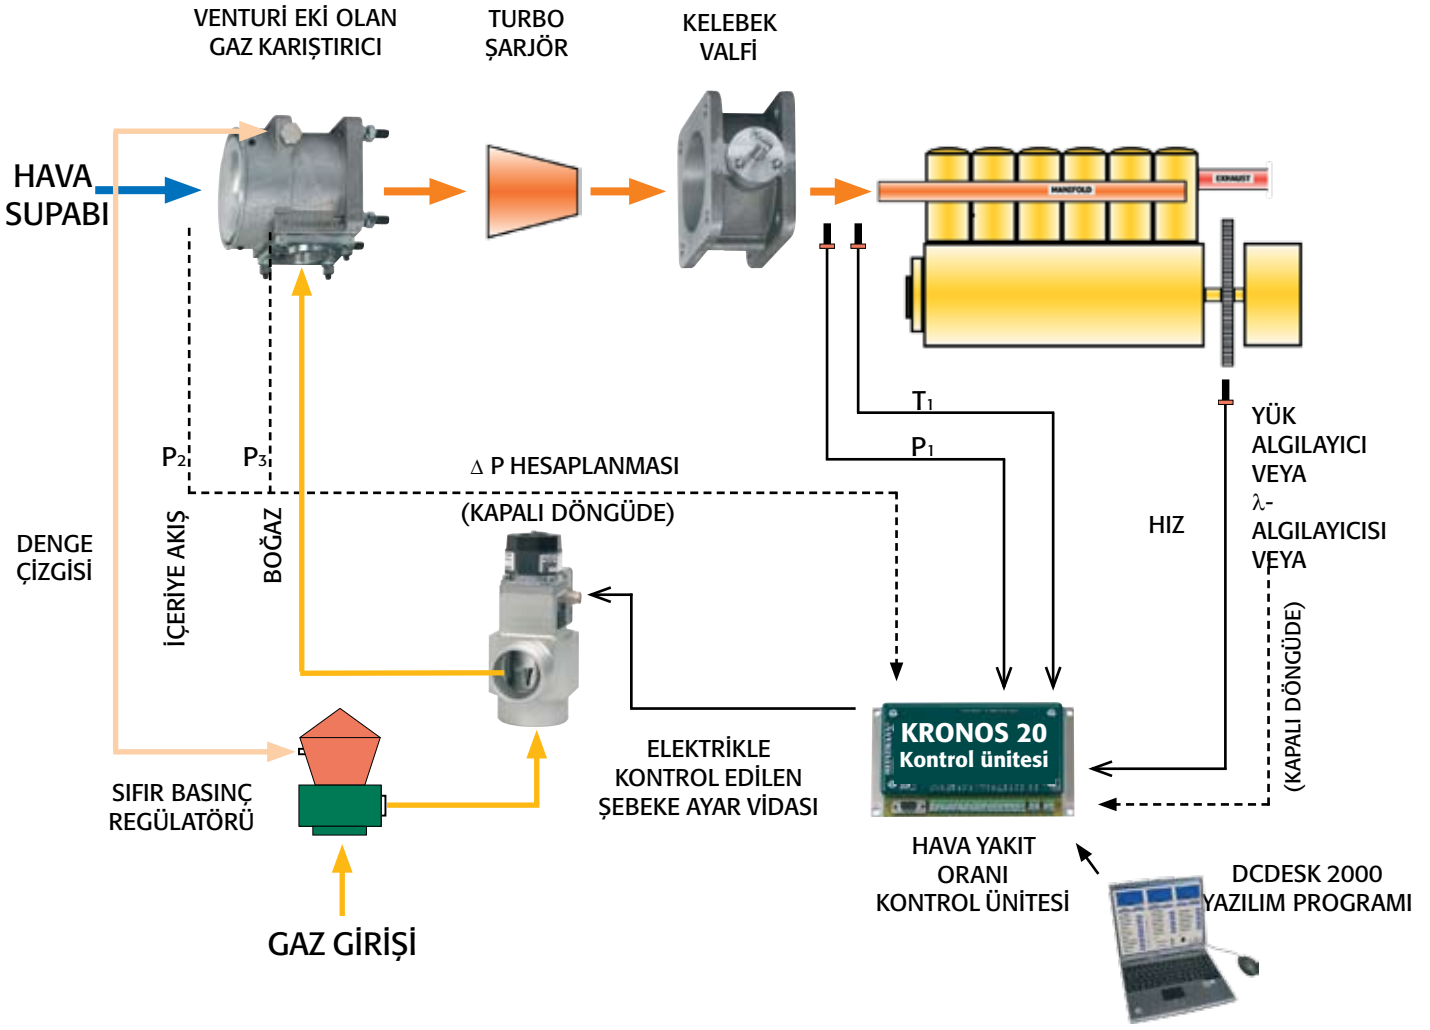 VENTURİ EKİ OLAN
GAZ KARIŞTIRICI
TURBO
ŞARJÖR
KELEBEK
VALFİ
HAVA
SUPABI
MANIFOLD
EXHAUST
T1
P1
P2
P3
Δ P HESAPLANMASI
(KAPALI DÖNGÜDE)
İÇERİYE AKIŞ
BOĞAZ
DENGE
ÇİZGİSİ
HIZ
YÜK
ALGILAYICI
VEYA
λ-
ALGILAYICISI
VEYA
(KAPALI DÖNGÜDE)
KRONOS 20
Kontrol ünitesi
ELEKTRİKLE
KONTROL EDİLEN
ŞEBEKE AYAR VİDASI
SIFIR BASINÇ
REGÜLATÖRÜ
HAVA YAKIT
ORANI
KONTROL ÜNİTESİ
DCDESK 2000
YAZILIM PROGRAMI
GAZ GİRİŞİ